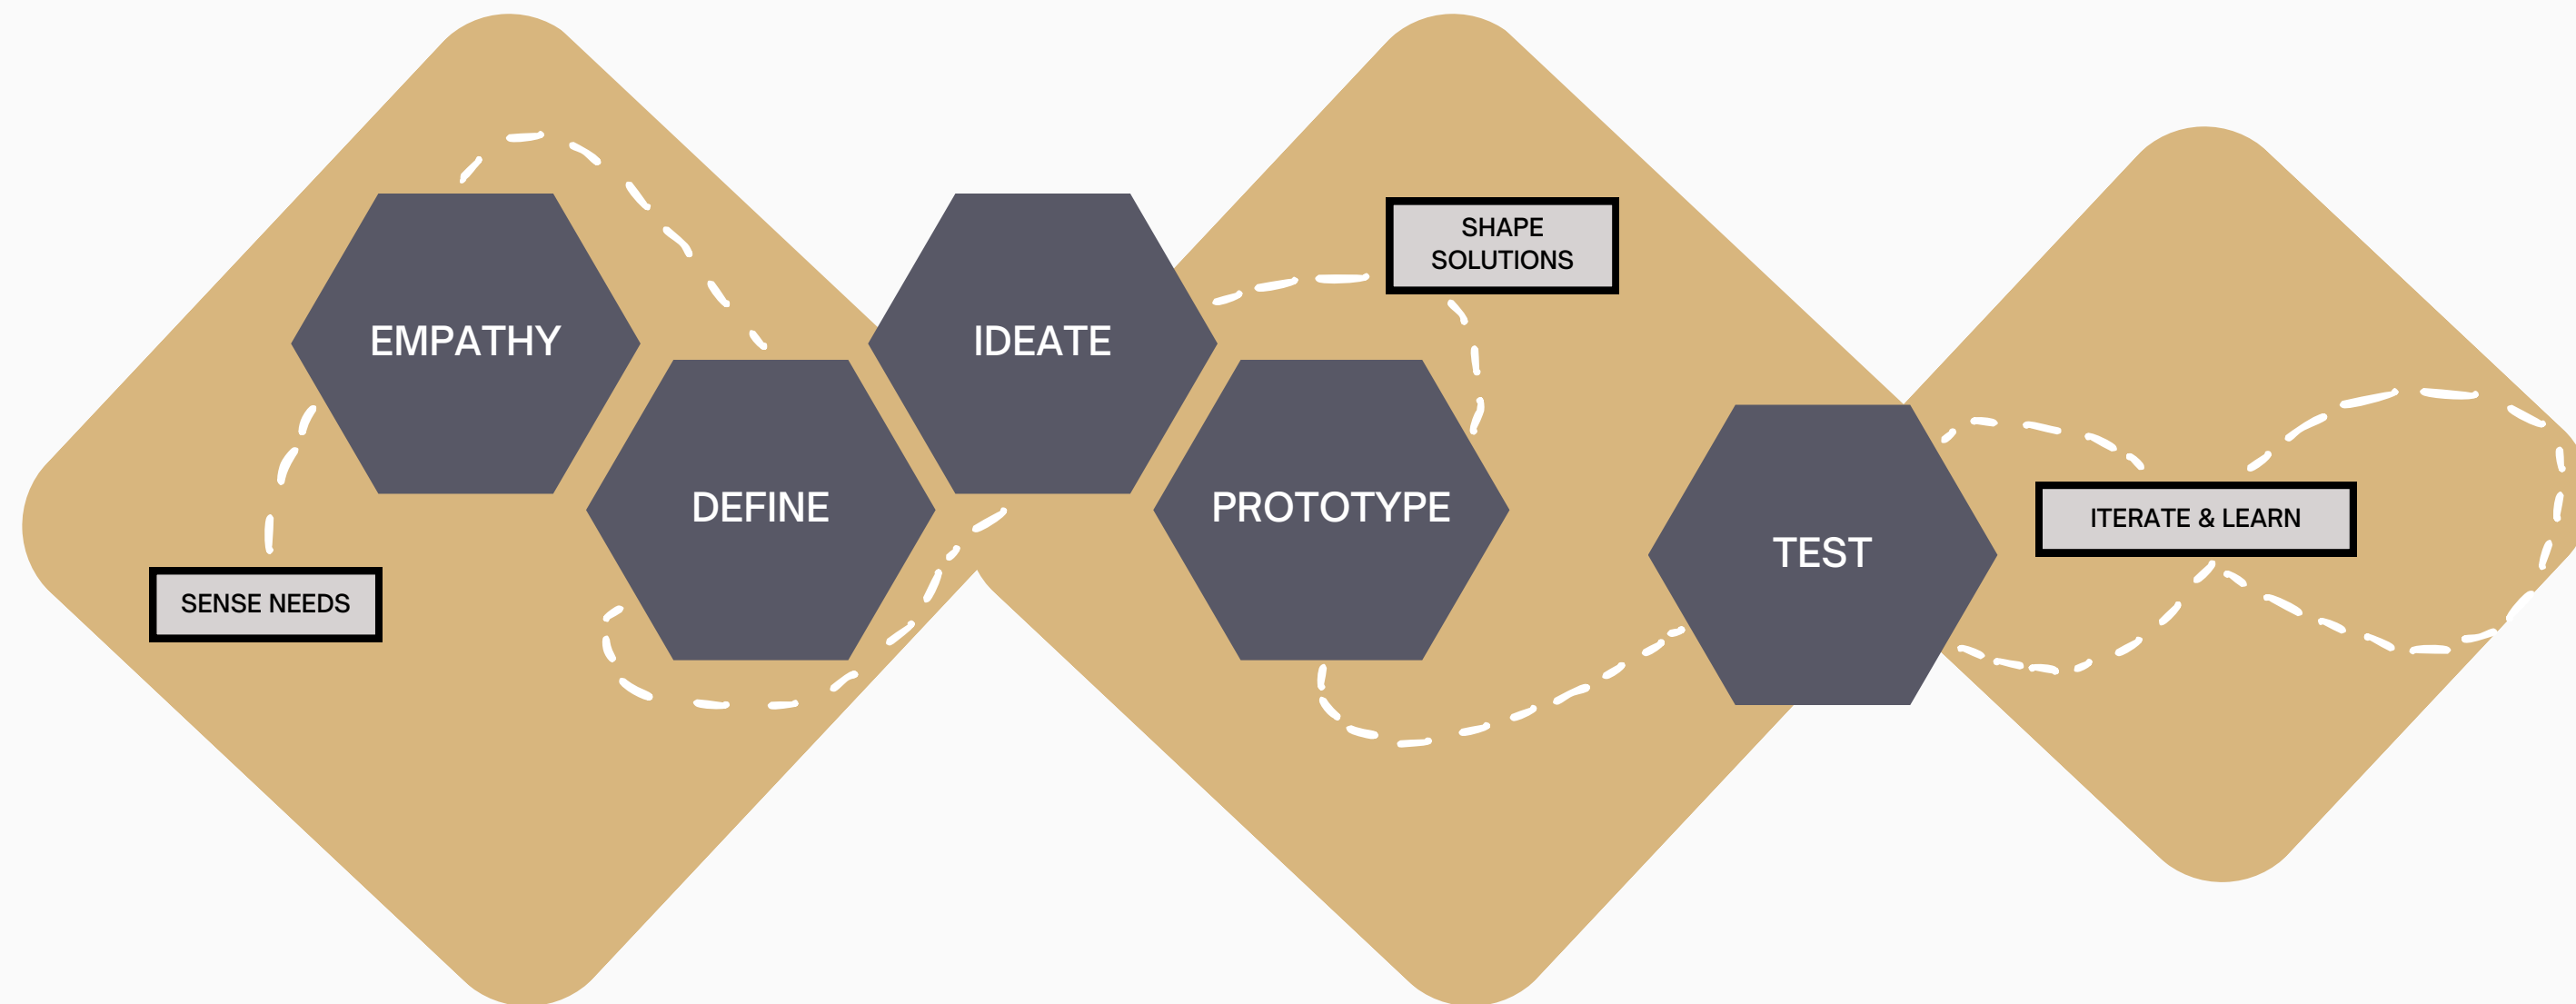 EMPATHY
SENSE NEEDS
DEFINE
IDEATE
SHAPE
SOLUTIONS
PROTOTYPE
TEST
ITERATE & LEARN